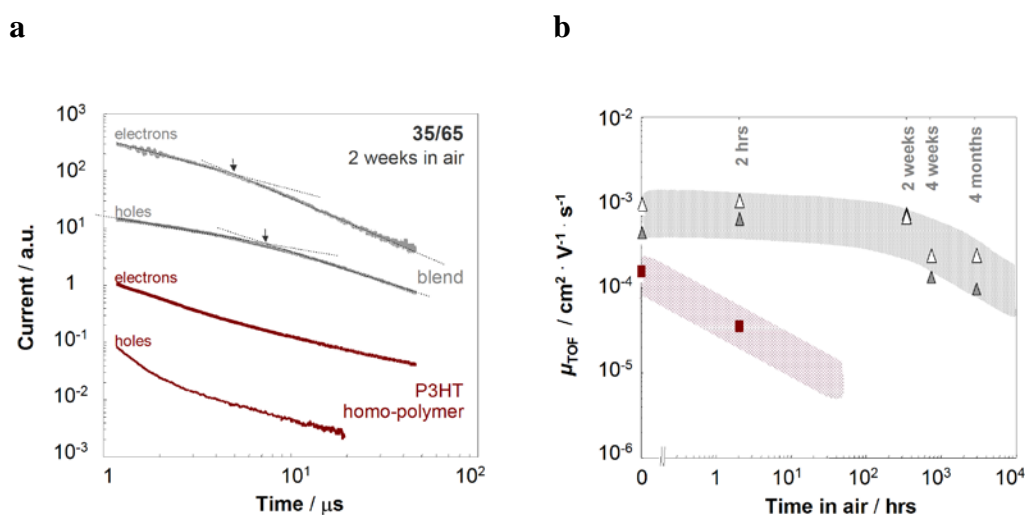 a
b
10³
10²
10¹
1
10⁻¹
10⁻²
10⁻³
Current / a.u.
electrons
35/65
2 weeks in air
holes
blend
electrons
holes
P3HT
homo-polymer
1
10¹
10²
Time / μs
10⁻²
10⁻³
10⁻⁴
10⁻⁵
10⁻⁶
μTOF / cm² · V⁻¹ · s⁻¹
2 hrs
2 weeks
4 weeks
4 months
0
1
10¹
10²
10³
10⁴
Time in air / hrs